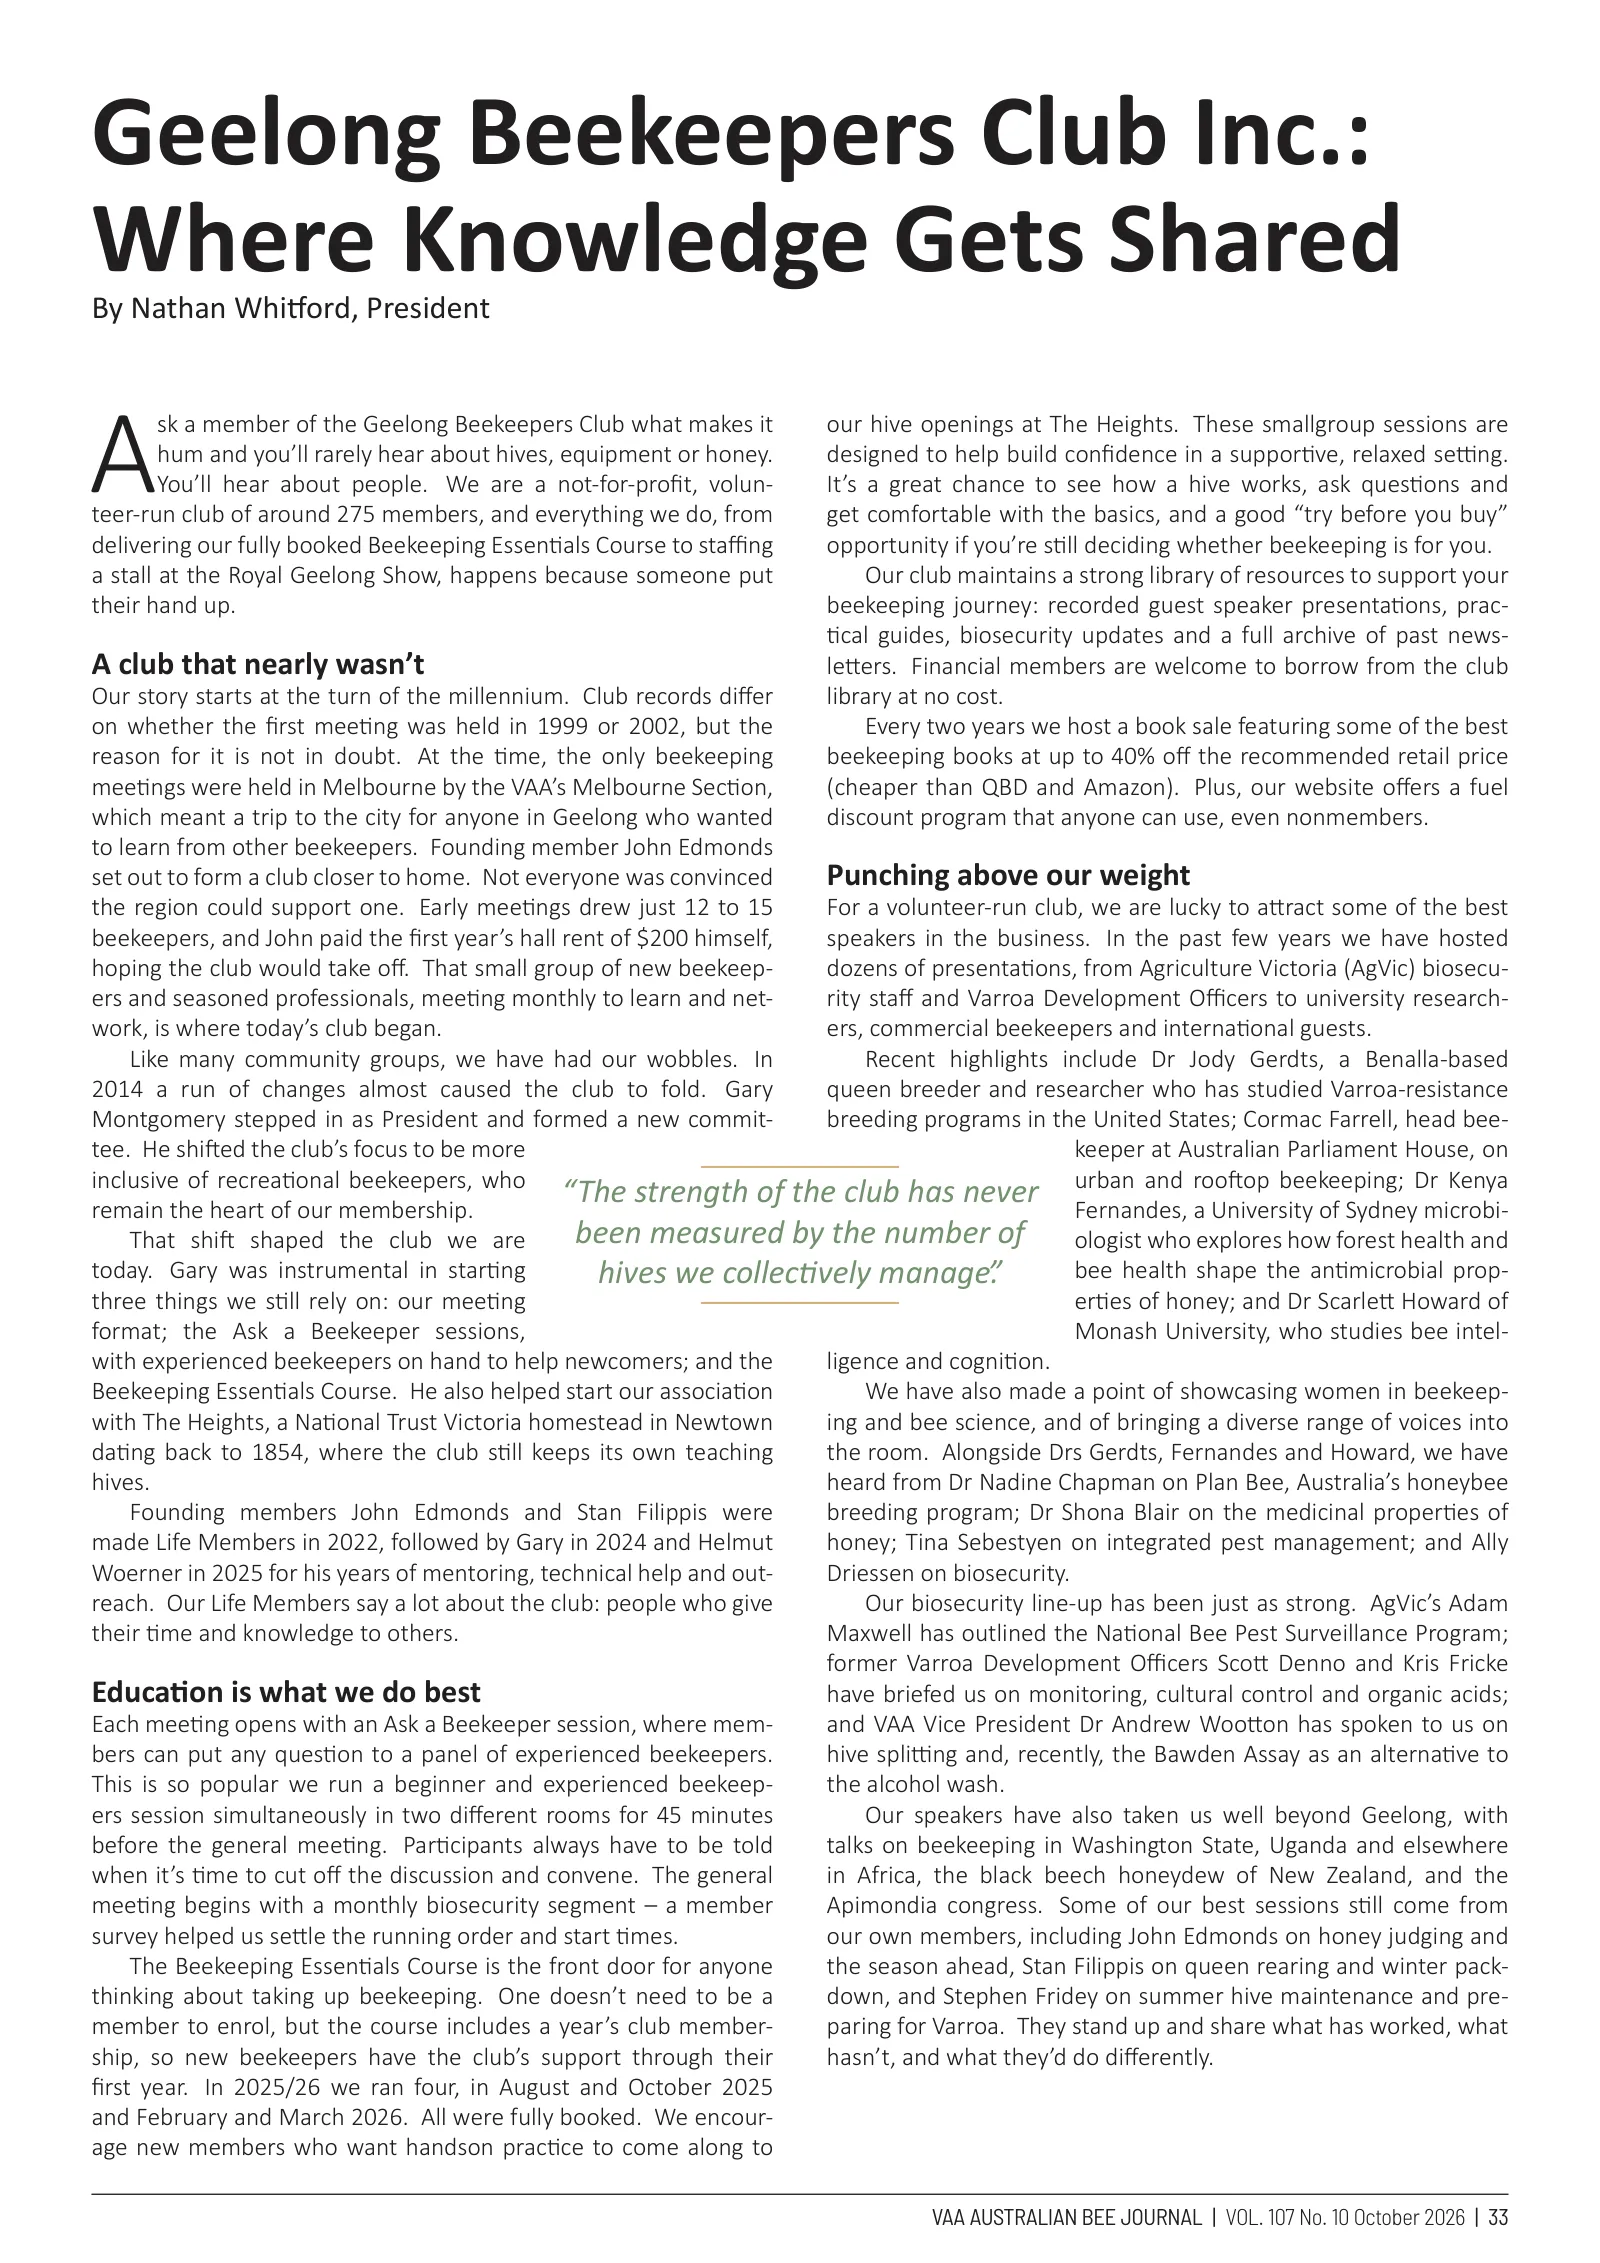 Geelong Beekeepers Club Inc.:
Where Knowledge Gets Shared
By Nathan Whitford, President
Ask a member of the Geelong Beekeepers Club what makes it
hum and you’ll rarely hear about hives, equipment or honey.
You’ll hear about people. We are a not-for-profit, volun-
teer-run club of around 275 members, and everything we do, from
delivering our fully booked Beekeeping Essentials Course to staffing
a stall at the Royal Geelong Show, happens because someone put
their hand up.
A club that nearly wasn’t
Our story starts at the turn of the millennium. Club records differ
on whether the first meeting was held in 1999 or 2002, but the
reason for it is not in doubt. At the time, the only beekeeping
meetings were held in Melbourne by the VAA’s Melbourne Section,
which meant a trip to the city for anyone in Geelong who wanted
to learn from other beekeepers. Founding member John Edmonds
set out to form a club closer to home. Not everyone was convinced
the region could support one. Early meetings drew just 12 to 15
beekeepers, and John paid the first year’s hall rent of $200 himself,
hoping the club would take off. That small group of new beekeep-
ers and seasoned professionals, meeting monthly to learn and net-
work, is where today’s club began.
Like many community groups, we have had our wobbles. In
2014 a run of changes almost caused the club to fold. Gary
Montgomery stepped in as President and formed a new commit-
tee. He shifted the club’s focus to be more
inclusive of recreational beekeepers, who
remain the heart of our membership.
That shift shaped the club we are
today. Gary was instrumental in starting
three things we still rely on: our meeting
format; the Ask a Beekeeper sessions,
with experienced beekeepers on hand to help newcomers; and the
Beekeeping Essentials Course. He also helped start our association
with The Heights, a National Trust Victoria homestead in Newtown
dating back to 1854, where the club still keeps its own teaching
hives.
Founding members John Edmonds and Stan Filippis were
made Life Members in 2022, followed by Gary in 2024 and Helmut
Woerner in 2025 for his years of mentoring, technical help and out-
reach. Our Life Members say a lot about the club: people who give
their time and knowledge to others.
Education is what we do best
Each meeting opens with an Ask a Beekeeper session, where mem-
bers can put any question to a panel of experienced beekeepers.
This is so popular we run a beginner and experienced beekeep-
ers session simultaneously in two different rooms for 45 minutes
before the general meeting. Participants always have to be told
when it’s time to cut off the discussion and convene. The general
meeting begins with a monthly biosecurity segment – a member
survey helped us settle the running order and start times.
The Beekeeping Essentials Course is the front door for anyone
thinking about taking up beekeeping. One doesn’t need to be a
member to enrol, but the course includes a year’s club member-
ship, so new beekeepers have the club’s support through their
first year. In 2025/26 we ran four, in August and October 2025
and February and March 2026. All were fully booked. We encour-
age new members who want handson practice to come along to
“The strength of the club has never
been measured by the number of
hives we collectively manage.”
our hive openings at The Heights. These smallgroup sessions are
designed to help build confidence in a supportive, relaxed setting.
It’s a great chance to see how a hive works, ask questions and
get comfortable with the basics, and a good “try before you buy”
opportunity if you’re still deciding whether beekeeping is for you.
Our club maintains a strong library of resources to support your
beekeeping journey: recorded guest speaker presentations, prac-
tical guides, biosecurity updates and a full archive of past news-
letters. Financial members are welcome to borrow from the club
library at no cost.
Every two years we host a book sale featuring some of the best
beekeeping books at up to 40% off the recommended retail price
(cheaper than QBD and Amazon). Plus, our website offers a fuel
discount program that anyone can use, even nonmembers.
Punching above our weight
For a volunteer-run club, we are lucky to attract some of the best
speakers in the business. In the past few years we have hosted
dozens of presentations, from Agriculture Victoria (AgVic) biosecu-
rity staff and Varroa Development Officers to university research-
ers, commercial beekeepers and international guests.
Recent highlights include Dr Jody Gerdts, a Benalla-based
queen breeder and researcher who has studied Varroa-resistance
breeding programs in the United States; Cormac Farrell, head bee-
keeper at Australian Parliament House, on
urban and rooftop beekeeping; Dr Kenya
Fernandes, a University of Sydney microbi-
ologist who explores how forest health and
bee health shape the antimicrobial prop-
erties of honey; and Dr Scarlett Howard of
Monash University, who studies bee intel-
ligence and cognition.
We have also made a point of showcasing women in beekeep-
ing and bee science, and of bringing a diverse range of voices into
the room. Alongside Drs Gerdts, Fernandes and Howard, we have
heard from Dr Nadine Chapman on Plan Bee, Australia’s honeybee
breeding program; Dr Shona Blair on the medicinal properties of
honey; Tina Sebestyen on integrated pest management; and Ally
Driessen on biosecurity.
Our biosecurity line-up has been just as strong. AgVic’s Adam
Maxwell has outlined the National Bee Pest Surveillance Program;
former Varroa Development Officers Scott Denno and Kris Fricke
have briefed us on monitoring, cultural control and organic acids;
and VAA Vice President Dr Andrew Wootton has spoken to us on
hive splitting and, recently, the Bawden Assay as an alternative to
the alcohol wash.
Our speakers have also taken us well beyond Geelong, with
talks on beekeeping in Washington State, Uganda and elsewhere
in Africa, the black beech honeydew of New Zealand, and the
Apimondia congress. Some of our best sessions still come from
our own members, including John Edmonds on honey judging and
the season ahead, Stan Filippis on queen rearing and winter pack-
down, and Stephen Fridey on summer hive maintenance and pre-
paring for Varroa. They stand up and share what has worked, what
hasn’t, and what they’d do differently.
VAA AUSTRALIAN BEE JOURNAL | VOL. 107 No. 10 October 2026 | 33